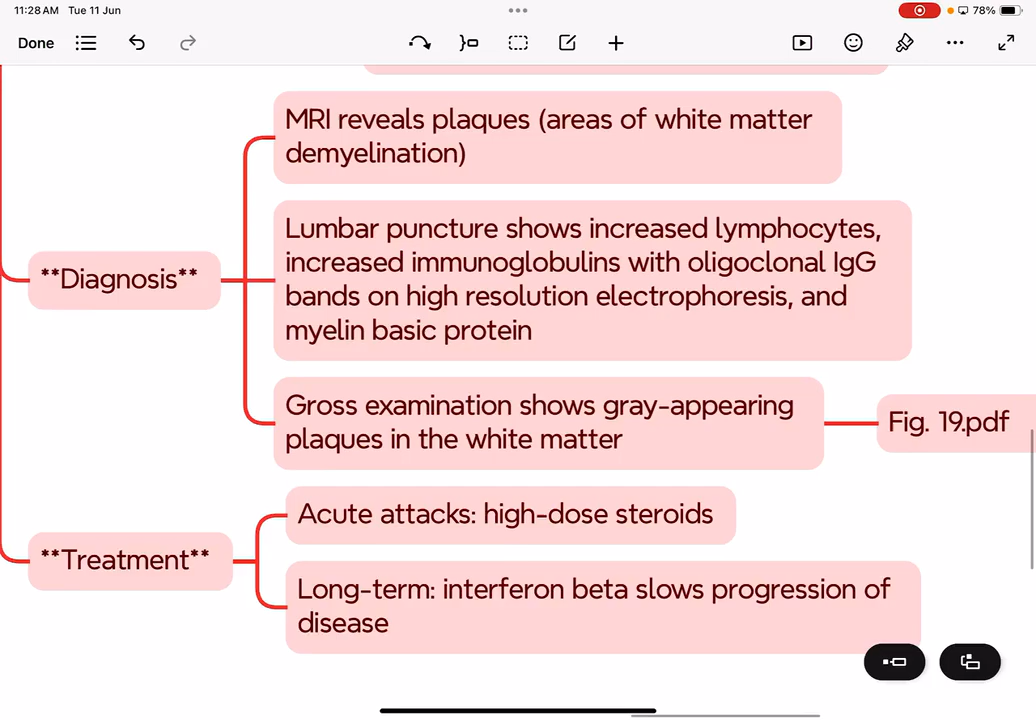 11:28 AM Tue 11 Jun
78%
Done
MRI reveals plaques (areas of white matter
demyelination)
Lumbar puncture shows increased lymphocytes,
increased immunoglobulins with oligoclonal IgG
bands on high resolution electrophoresis, and
myelin basic protein
**Diagnosis**
Gross examination shows gray-appearing
plaques in the white matter
Fig. 19.pdf
Acute attacks: high-dose steroids
**Treatment**
Long-term: interferon beta slows progression of
disease